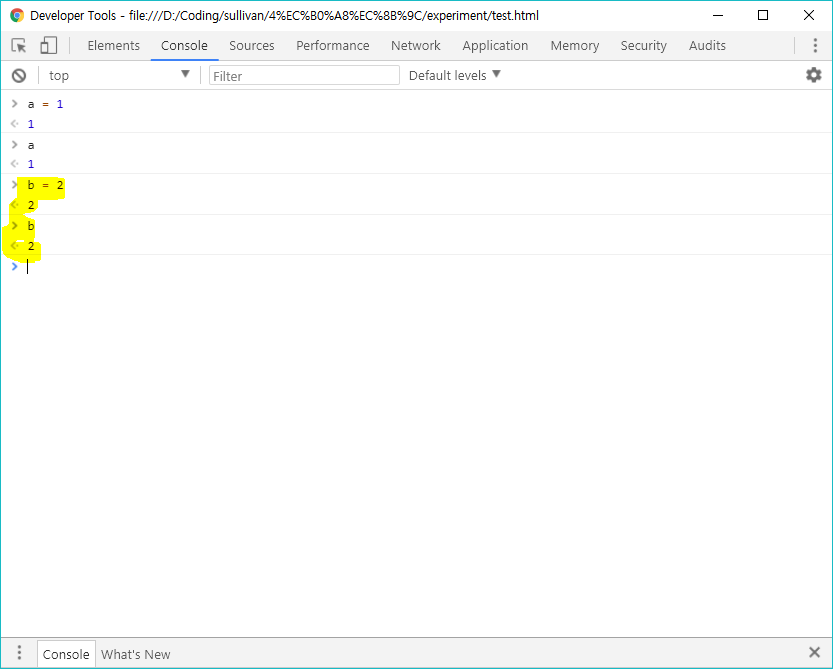 Developer Tools - file:///D:/Coding/sullivan/4%EC%B0%A8%EC%8B%9C/experiment/test.html
Elements Console Sources Performance Network Application Memory Security Audits
top Filter Default levels
> a = 1
< 1
> a
< 1
> b = 2
< 2
> b
< 2
>
Console What's New